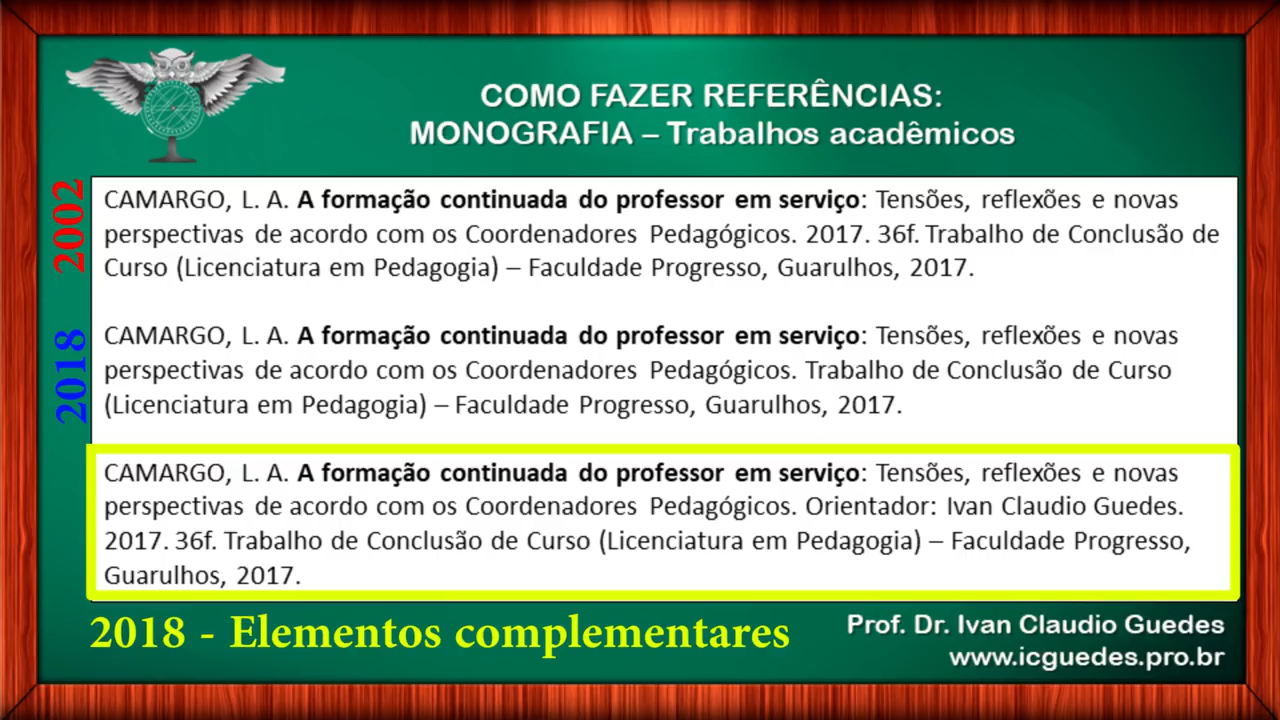 COMO FAZER REFERÊNCIAS:
MONOGRAFIA – Trabalhos acadêmicos
2002
CAMARGO, L. A. A formação continuada do professor em serviço: Tensões, reflexões e novas
perspectivas de acordo com os Coordenadores Pedagógicos. 2017. 36f. Trabalho de Conclusão de
Curso (Licenciatura em Pedagogia) – Faculdade Progresso, Guarulhos, 2017.
2018
CAMARGO, L. A. A formação continuada do professor em serviço: Tensões, reflexões e novas
perspectivas de acordo com os Coordenadores Pedagógicos. Trabalho de Conclusão de Curso
(Licenciatura em Pedagogia) – Faculdade Progresso, Guarulhos, 2017.
CAMARGO, L. A. A formação continuada do professor em serviço: Tensões, reflexões e novas
perspectivas de acordo com os Coordenadores Pedagógicos. Orientador: Ivan Claudio Guedes.
2017. 36f. Trabalho de Conclusão de Curso (Licenciatura em Pedagogia) – Faculdade Progresso,
Guarulhos, 2017.
2018 - Elementos complementares
Prof. Dr. Ivan Claudio Guedes
www.icguedes.pro.br